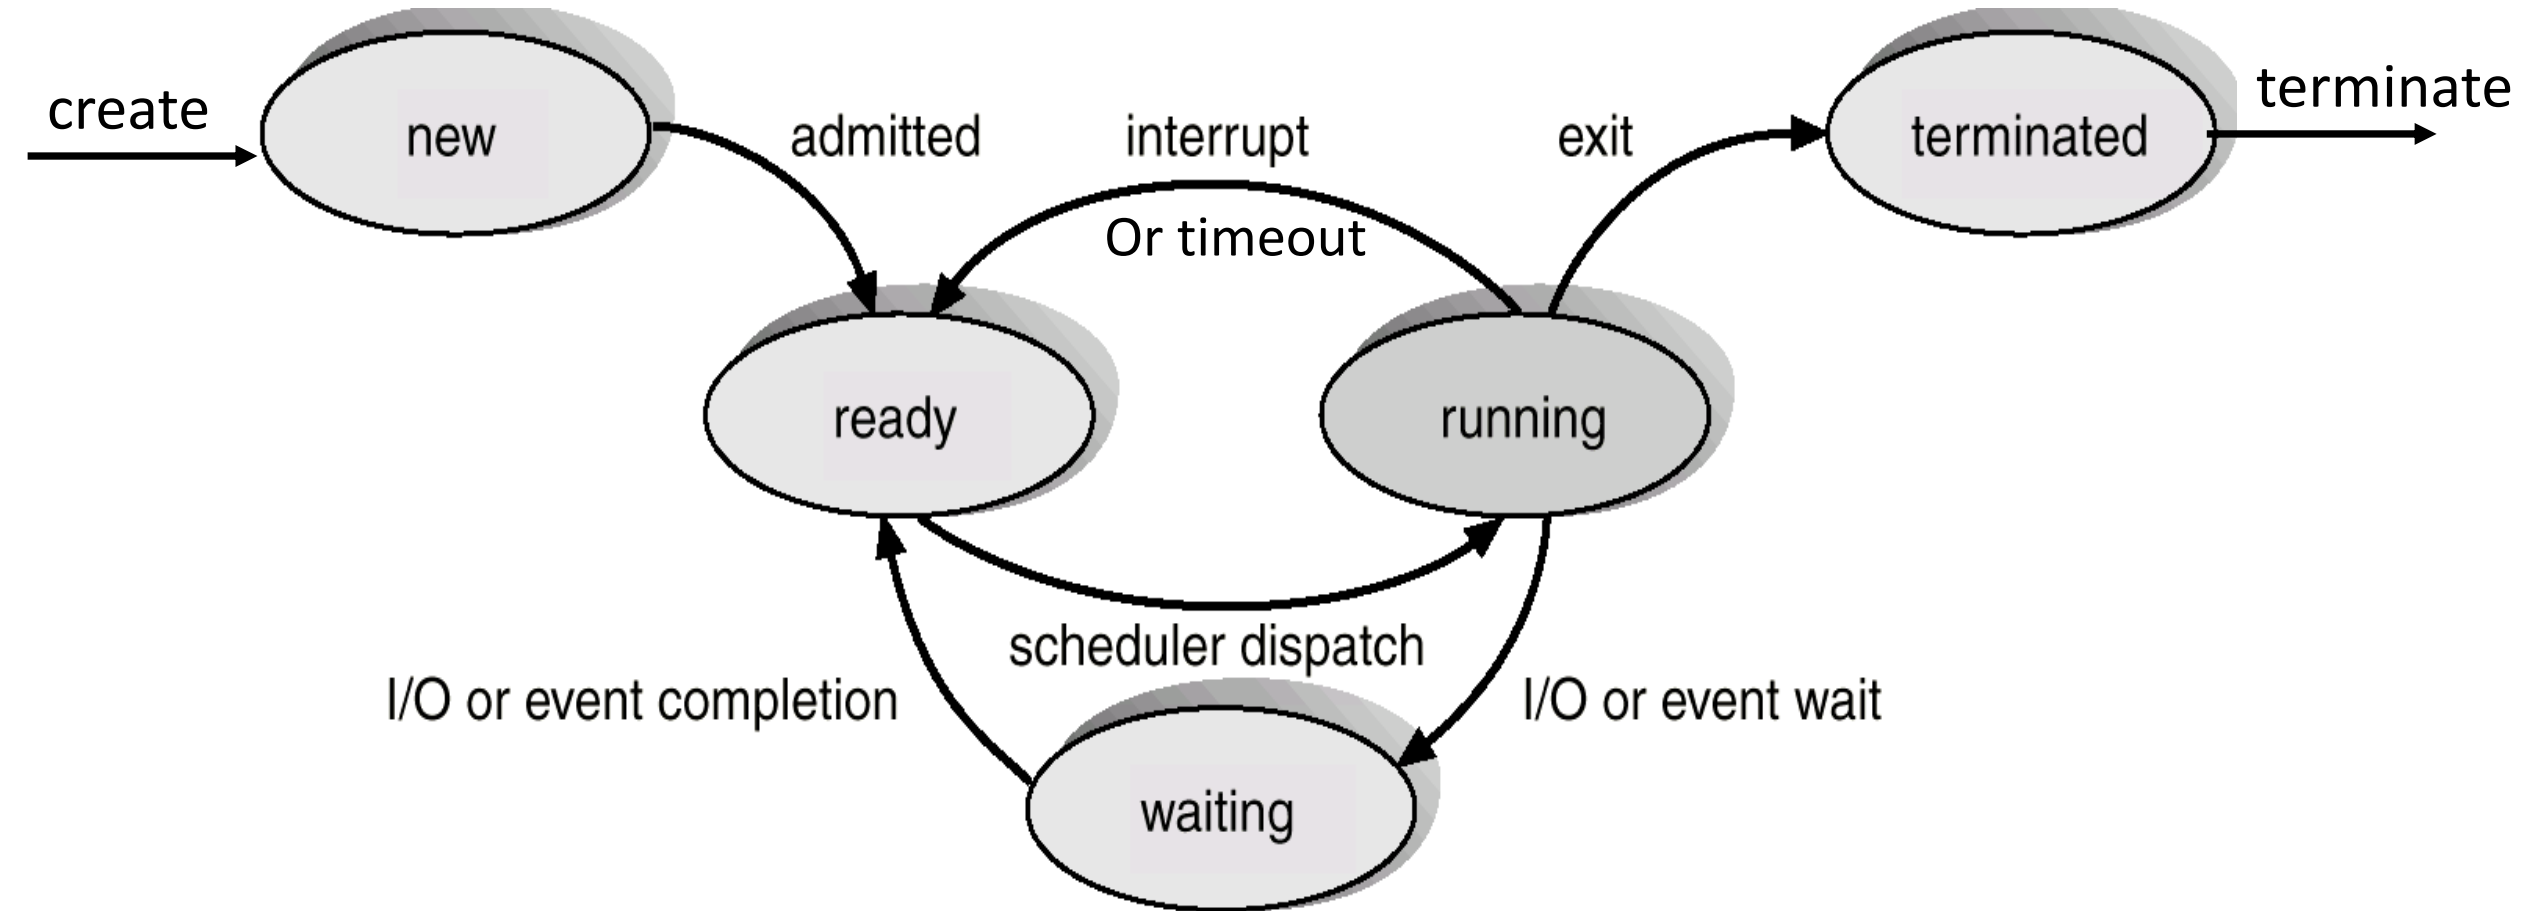 create
new
admitted
interrupt
Or timeout
exit
terminated
terminate
ready
running
scheduler dispatch
I/O or event completion
I/O or event wait
waiting